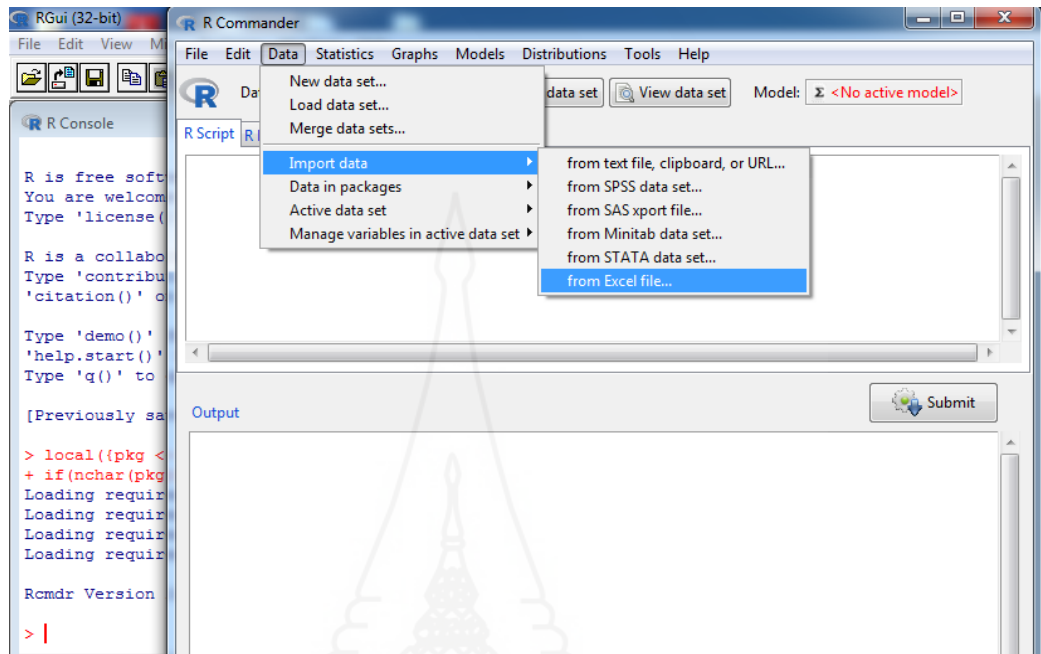 RGui (32-bit)
File Edit View
R Console
R is free
You are welcom
Type 'license(
R is a collabo
Type 'contribu
'citation()'
Type 'demo()'
'help.start()'
Type 'q()' to
[Previously
> local({pkg <
+ if(nchar(pkg
Loading requir
Loading requir
Loading requir
Loading requir
Rcmdr Version
>
R Commander
File Edit Data Statistics Graphs Models Distributions Tools Help
data set View data set Model: Σ <No active model>
R Script
New data set...
Load data set...
Merge data sets...
Import data
Data in packages
Active data set
Manage variables in active data set
from text file, clipboard, or URL...
from SPSS data set...
from SAS xport file...
from Minitab data set...
from STATA data set...
from Excel file...
Output
Submit